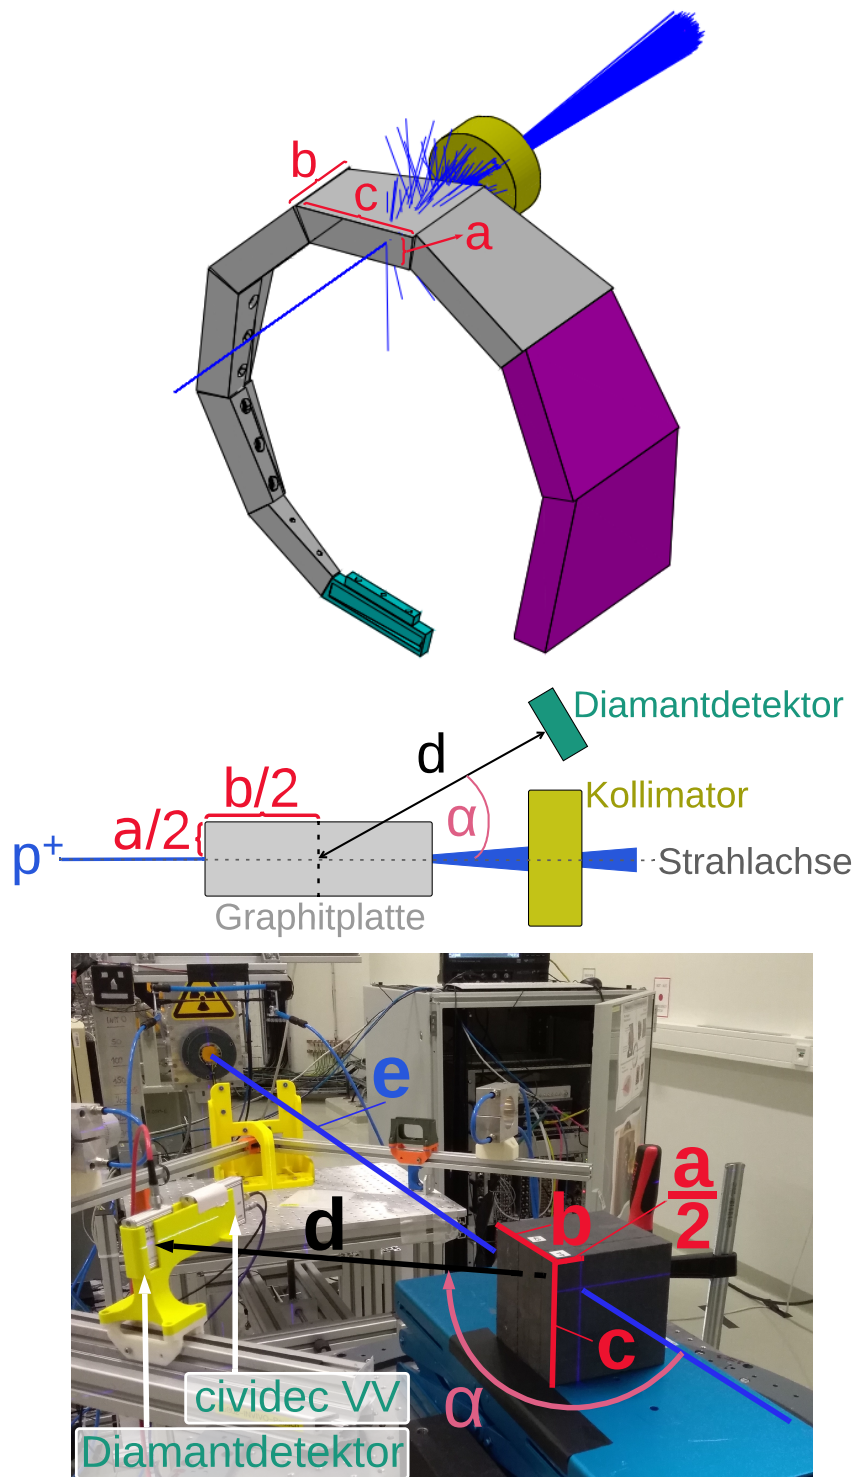 b
c
a
Diamantdetektor
d
b/2
Kollimator
a/2
α
p+
Strahlachse
Graphitplatte
e
a
2
b
d
c
cividec VV
α
Diamantdetektor